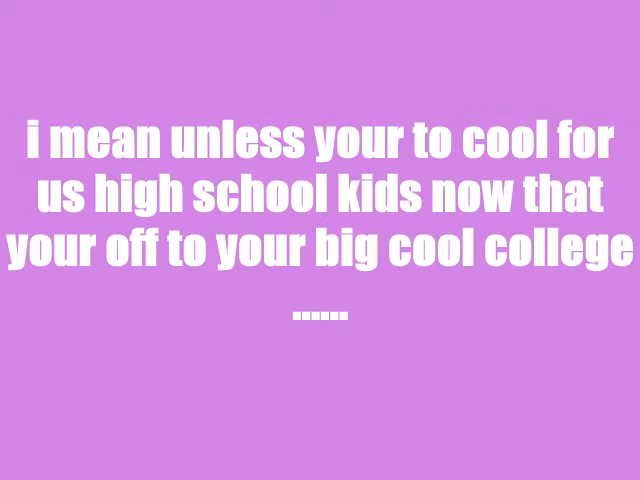 i mean unless your to cool for
us high school kids now that
your off to your big cool college
......